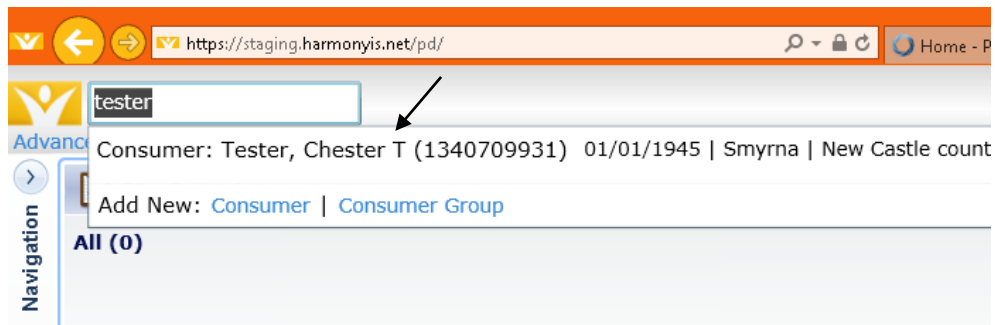 https://staging.harmonyis.net/pd/
Home - P
tester
Advanc
Consumer: Tester, Chester T (1340709931) 01/01/1945 | Smyrna | New Castle count
Add New: Consumer | Consumer Group
All (0)
Navigation